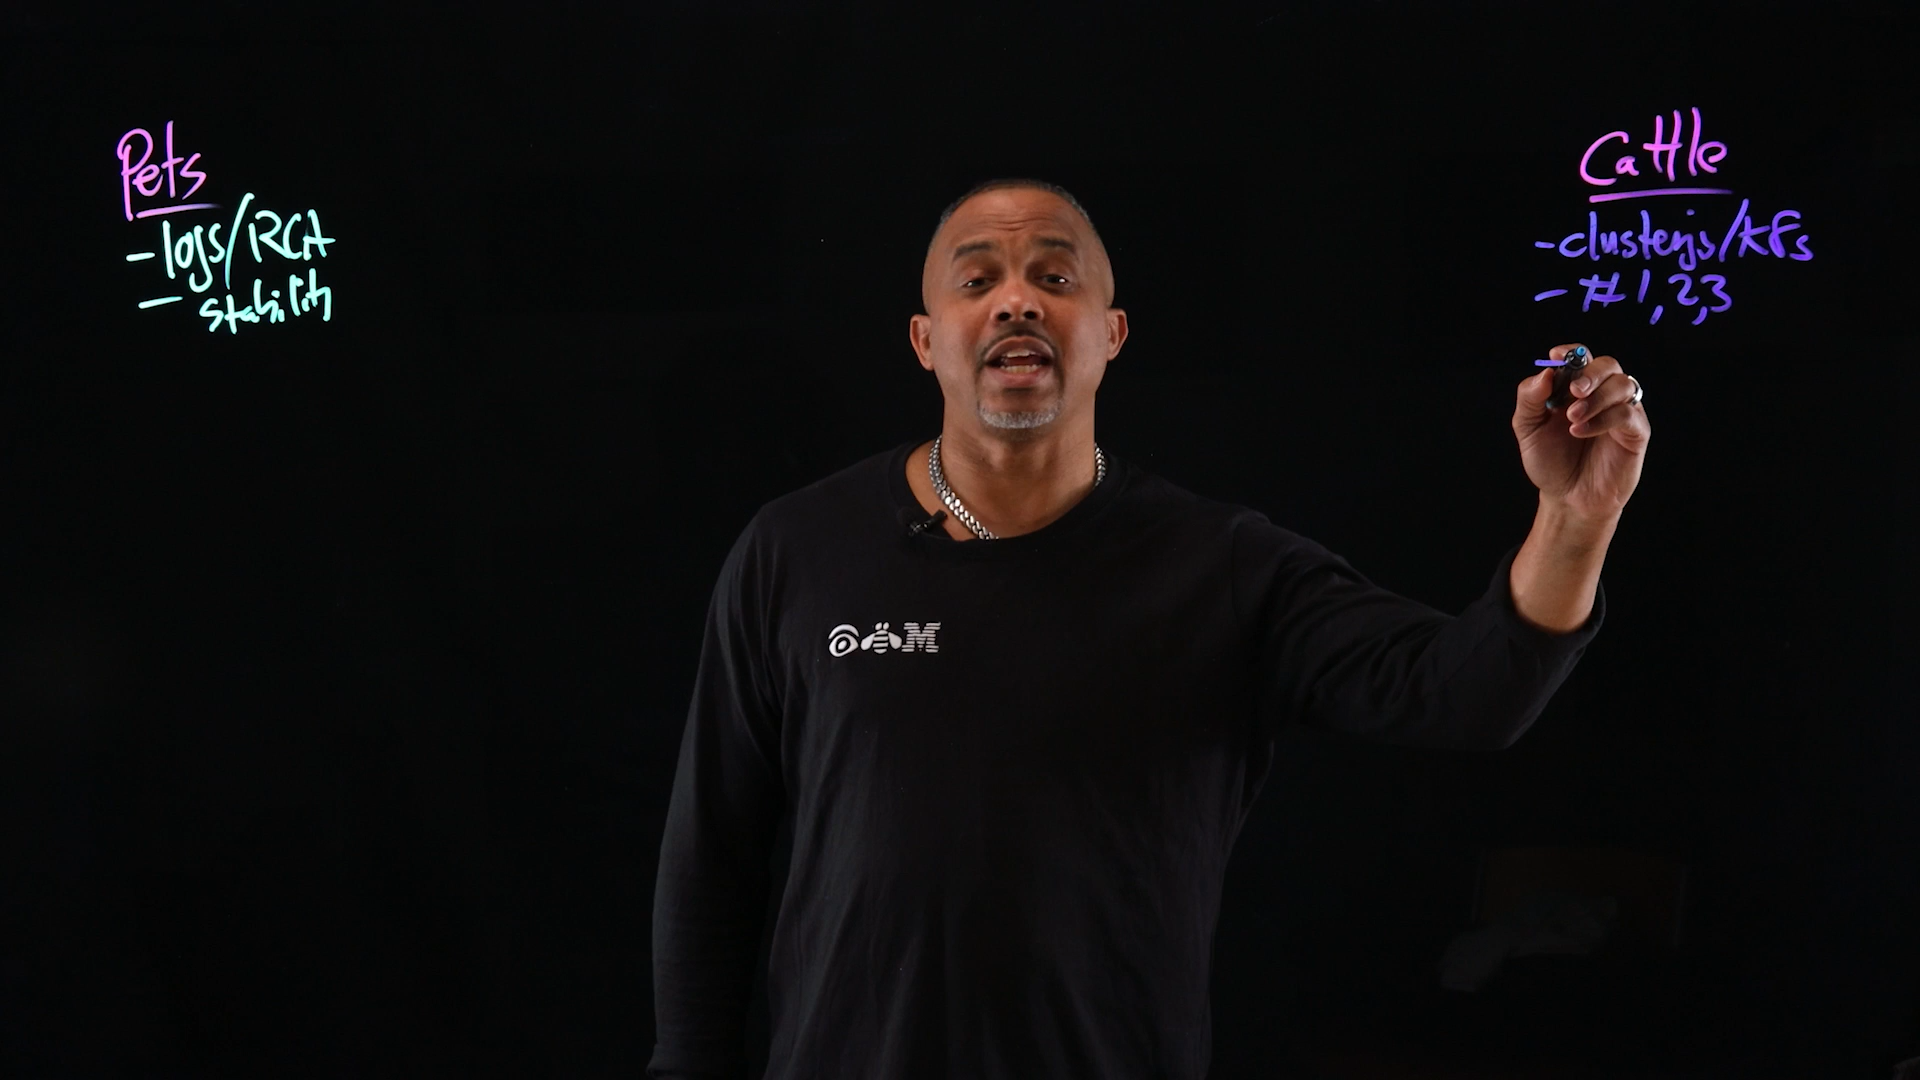 Pets
- logs/RCA
- stability
Cattle
- clusters/K8s
- #1,2,3
-
M